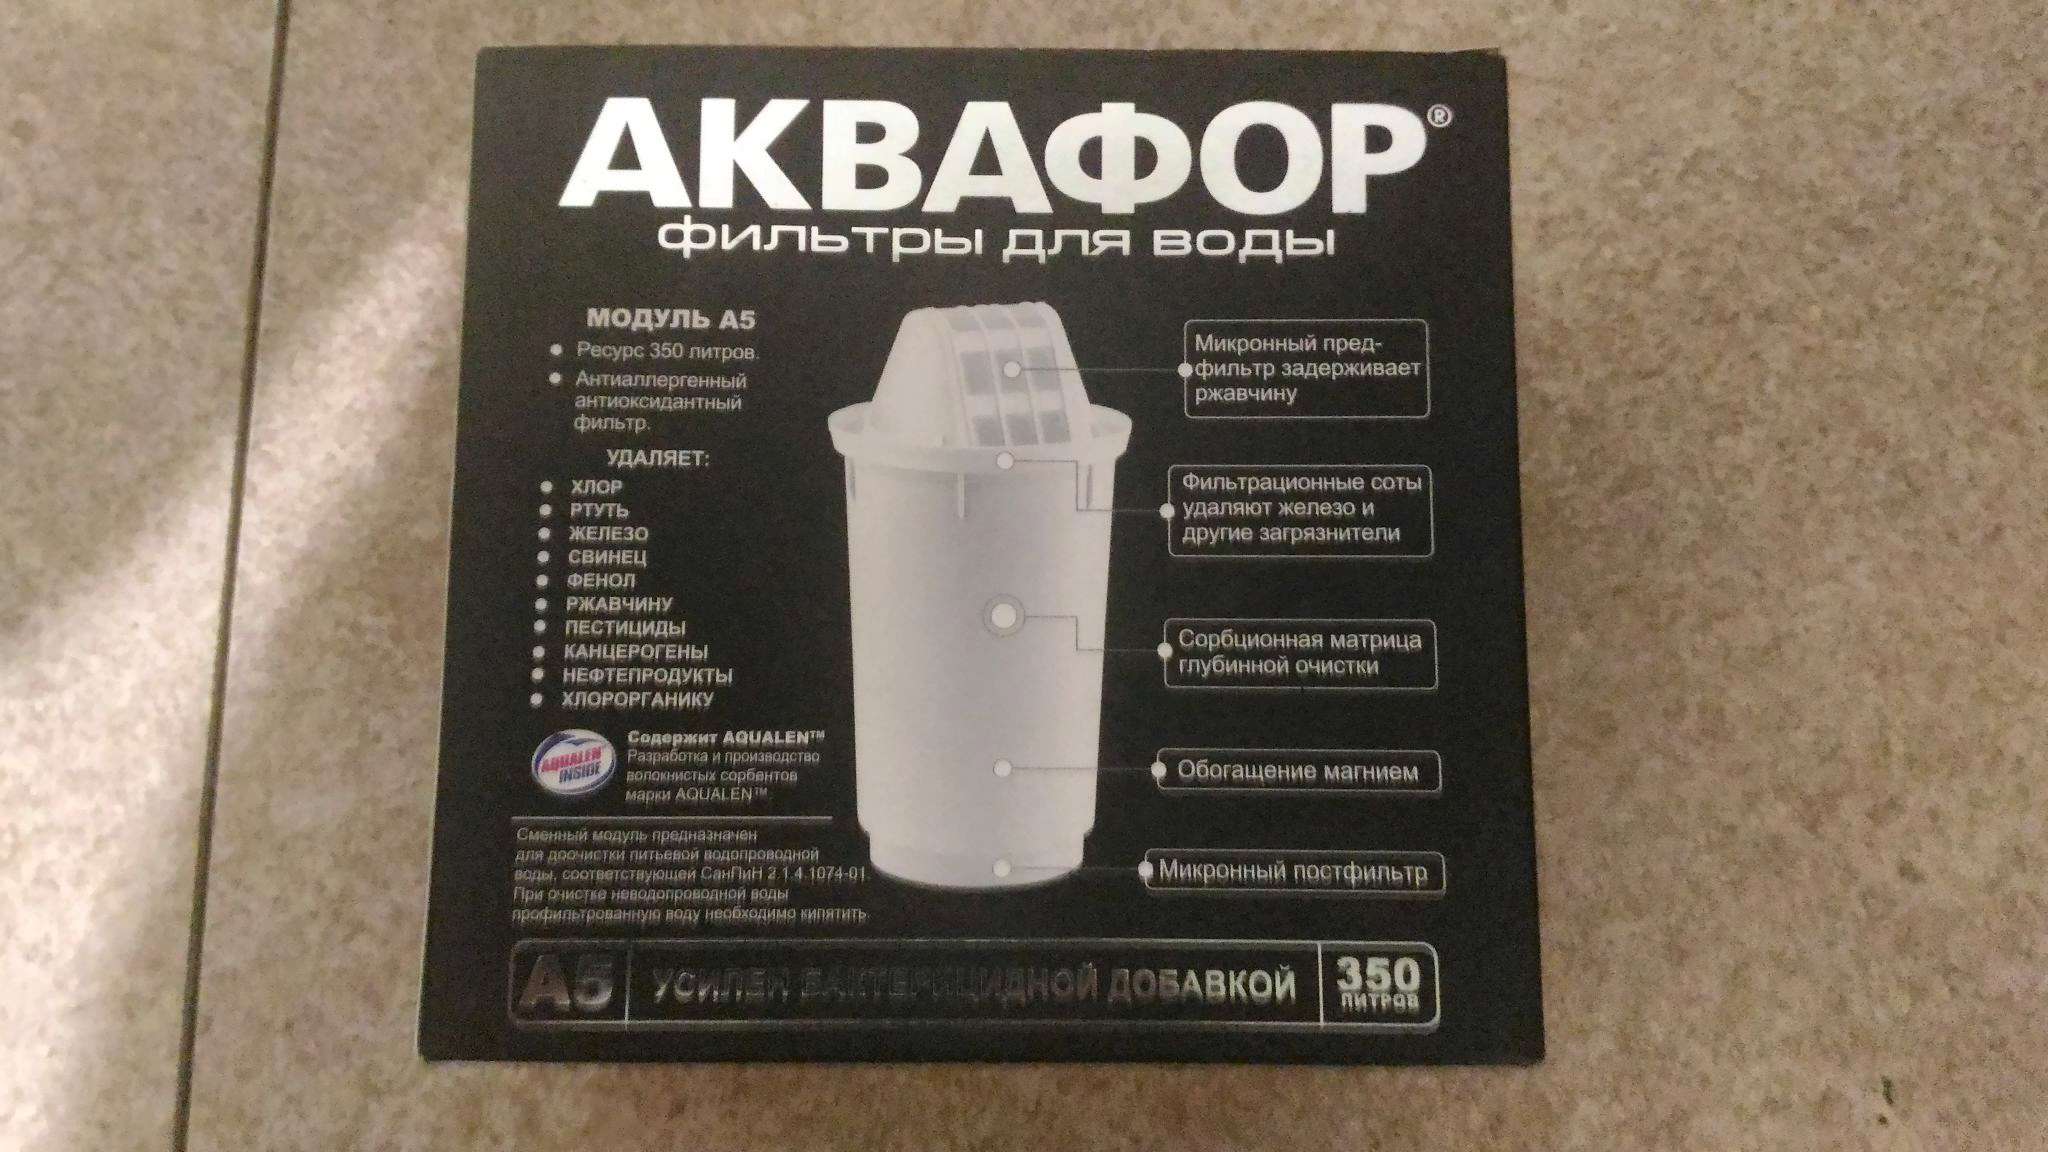 АКВАФОР®
фильтры для воды
МОДУЛЬ А5
• Ресурс 350 литров.
• Антиаллергенный
антиоксидантный
фильтр.
УДАЛЯЕТ:
• ХЛОР
• РТУТЬ
• ЖЕЛЕЗО
• СВИНЕЦ
• ФЕНОЛ
• РЖАВЧИНУ
• ПЕСТИЦИДЫ
• КАНЦЕРОГЕНЫ
• НЕФТЕПРОДУКТЫ
• ХЛОРОРГАНИКУ
AQUALEN
INSIDE
Содержит AQUALEN™
Разработка и производство
волокнистых сорбентов
марки AQUALEN™.
Сменный модуль предназначен
для доочистки питьевой водопроводной
воды, соответствующей СанПиН 2.1.4.1074-01.
При очистке неводопроводной воды
профильтрованную воду необходимо кипятить.
Микронный пред-
фильтр задерживает
ржавчину
Фильтрационные соты
удаляют железо и
другие загрязнители
Сорбционная матрица
глубинной очистки
Обогащение магнием
Микронный постфильтр
А5
УСИЛЕН БАКТЕРИЦИДНОЙ ДОБАВКОЙ
350
ЛИТРОВ